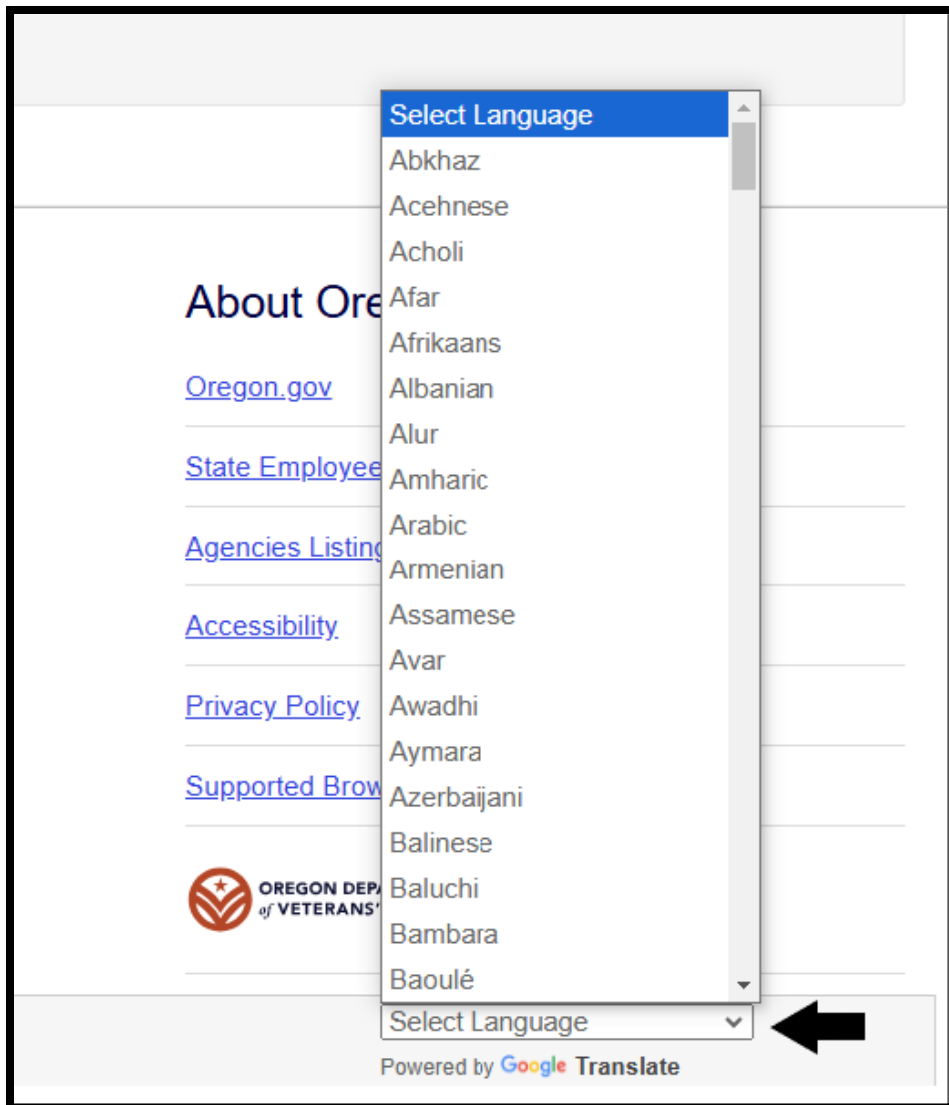 Select Language
Abkhaz
Acehnese
Acholi
Afar
Afrikaans
Albanian
Alur
Amharic
Arabic
Armenian
Assamese
Avar
Awadhi
Aymara
Azerbaijani
Balinese
Baluchi
Bambara
Baoulé
About Ore
Oregon.gov
State Employee
Agencies Listing
Accessibility
Privacy Policy
Supported Brow
OREGON DEPA
of VETERANS'
Select Language
Powered by Google Translate